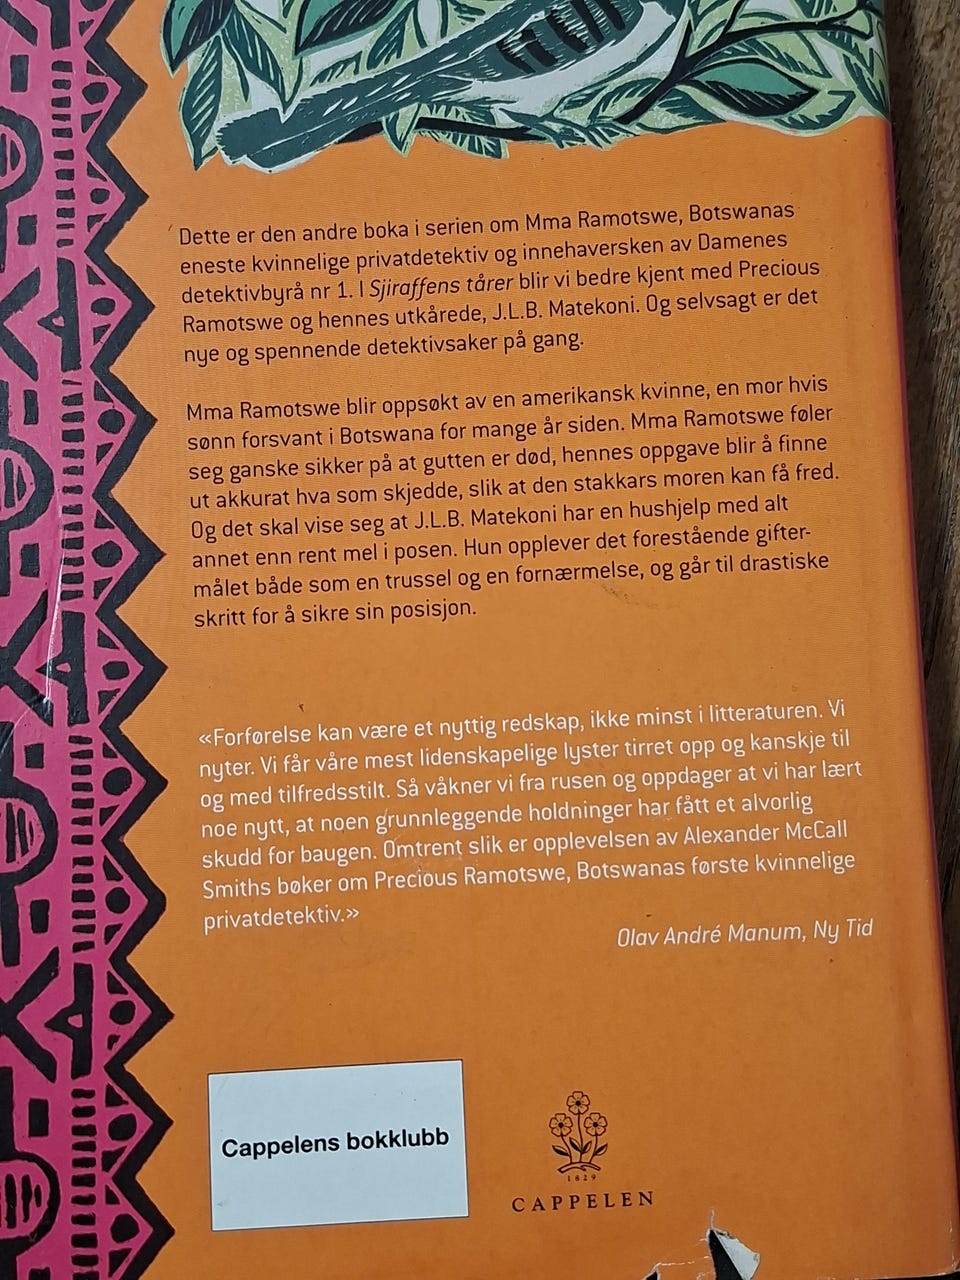 Dette er den andre boka i serien om Mma Ramotswe, Botswanas
eneste kvinnelige privatdetektiv og innehaversken av Damenes
detektivbyrå nr 1. I Sjiraffens tårer blir vi bedre kjent med Precious
Ramotswe og hennes utkårede, J.L.B. Matekoni. Og selvsagt er det
nye og spennende detektivsaker på gang.
Mma Ramotswe blir oppsøkt av en amerikansk kvinne, en mor hvis
sønn forsvant i Botswana for mange år siden. Mma Ramotswe føler
seg ganske sikker på at gutten er død, hennes oppgave blir å finne
ut akkurat hva som skjedde, slik at den stakkars moren kan få fred.
Og det skal vise seg at J.L.B. Matekoni har en hushjelp med alt
annet enn rent mel i posen. Hun opplever det forestående gifter-
målet både som en trussel og en fornærmelse, og går til drastiske
skritt for å sikre sin posisjon.
«Forførelse kan være et nyttig redskap, ikke minst i litteraturen. Vi
nyter. Vi får våre mest lidenskapelige lyster tirret opp og kanskje til
og med tilfredsstilt. Så våkner vi fra rusen og oppdager at vi har lært
noe nytt, at noen grunnleggende holdninger har fått et alvorlig
skudd for baugen. Omtrent slik er opplevelsen av Alexander McCall
Smiths bøker om Precious Ramotswe, Botswanas første kvinnelige
privatdetektiv.»
Olav André Manum, Ny Tid
Cappelens bokklubb
1829
CAPPELEN